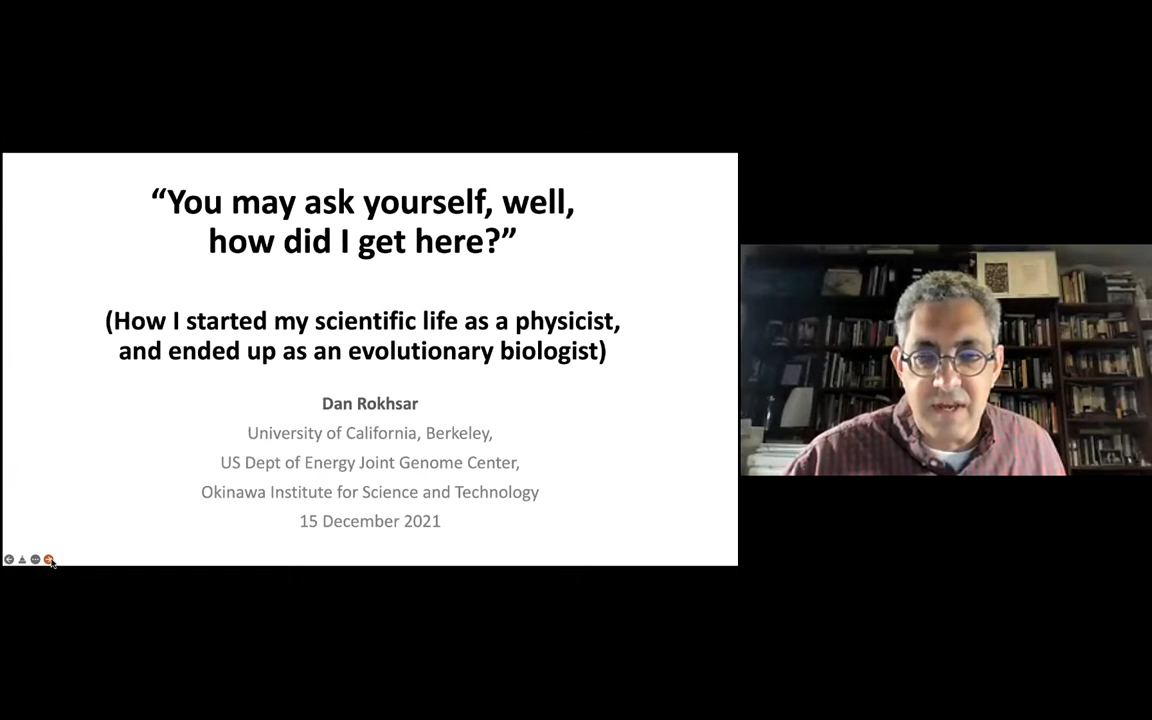 “You may ask yourself, well,
how did I get here?”
(How I started my scientific life as a physicist,
and ended up as an evolutionary biologist)
Dan Rokhsar
University of California, Berkeley,
US Dept of Energy Joint Genome Center,
Okinawa Institute for Science and Technology
15 December 2021